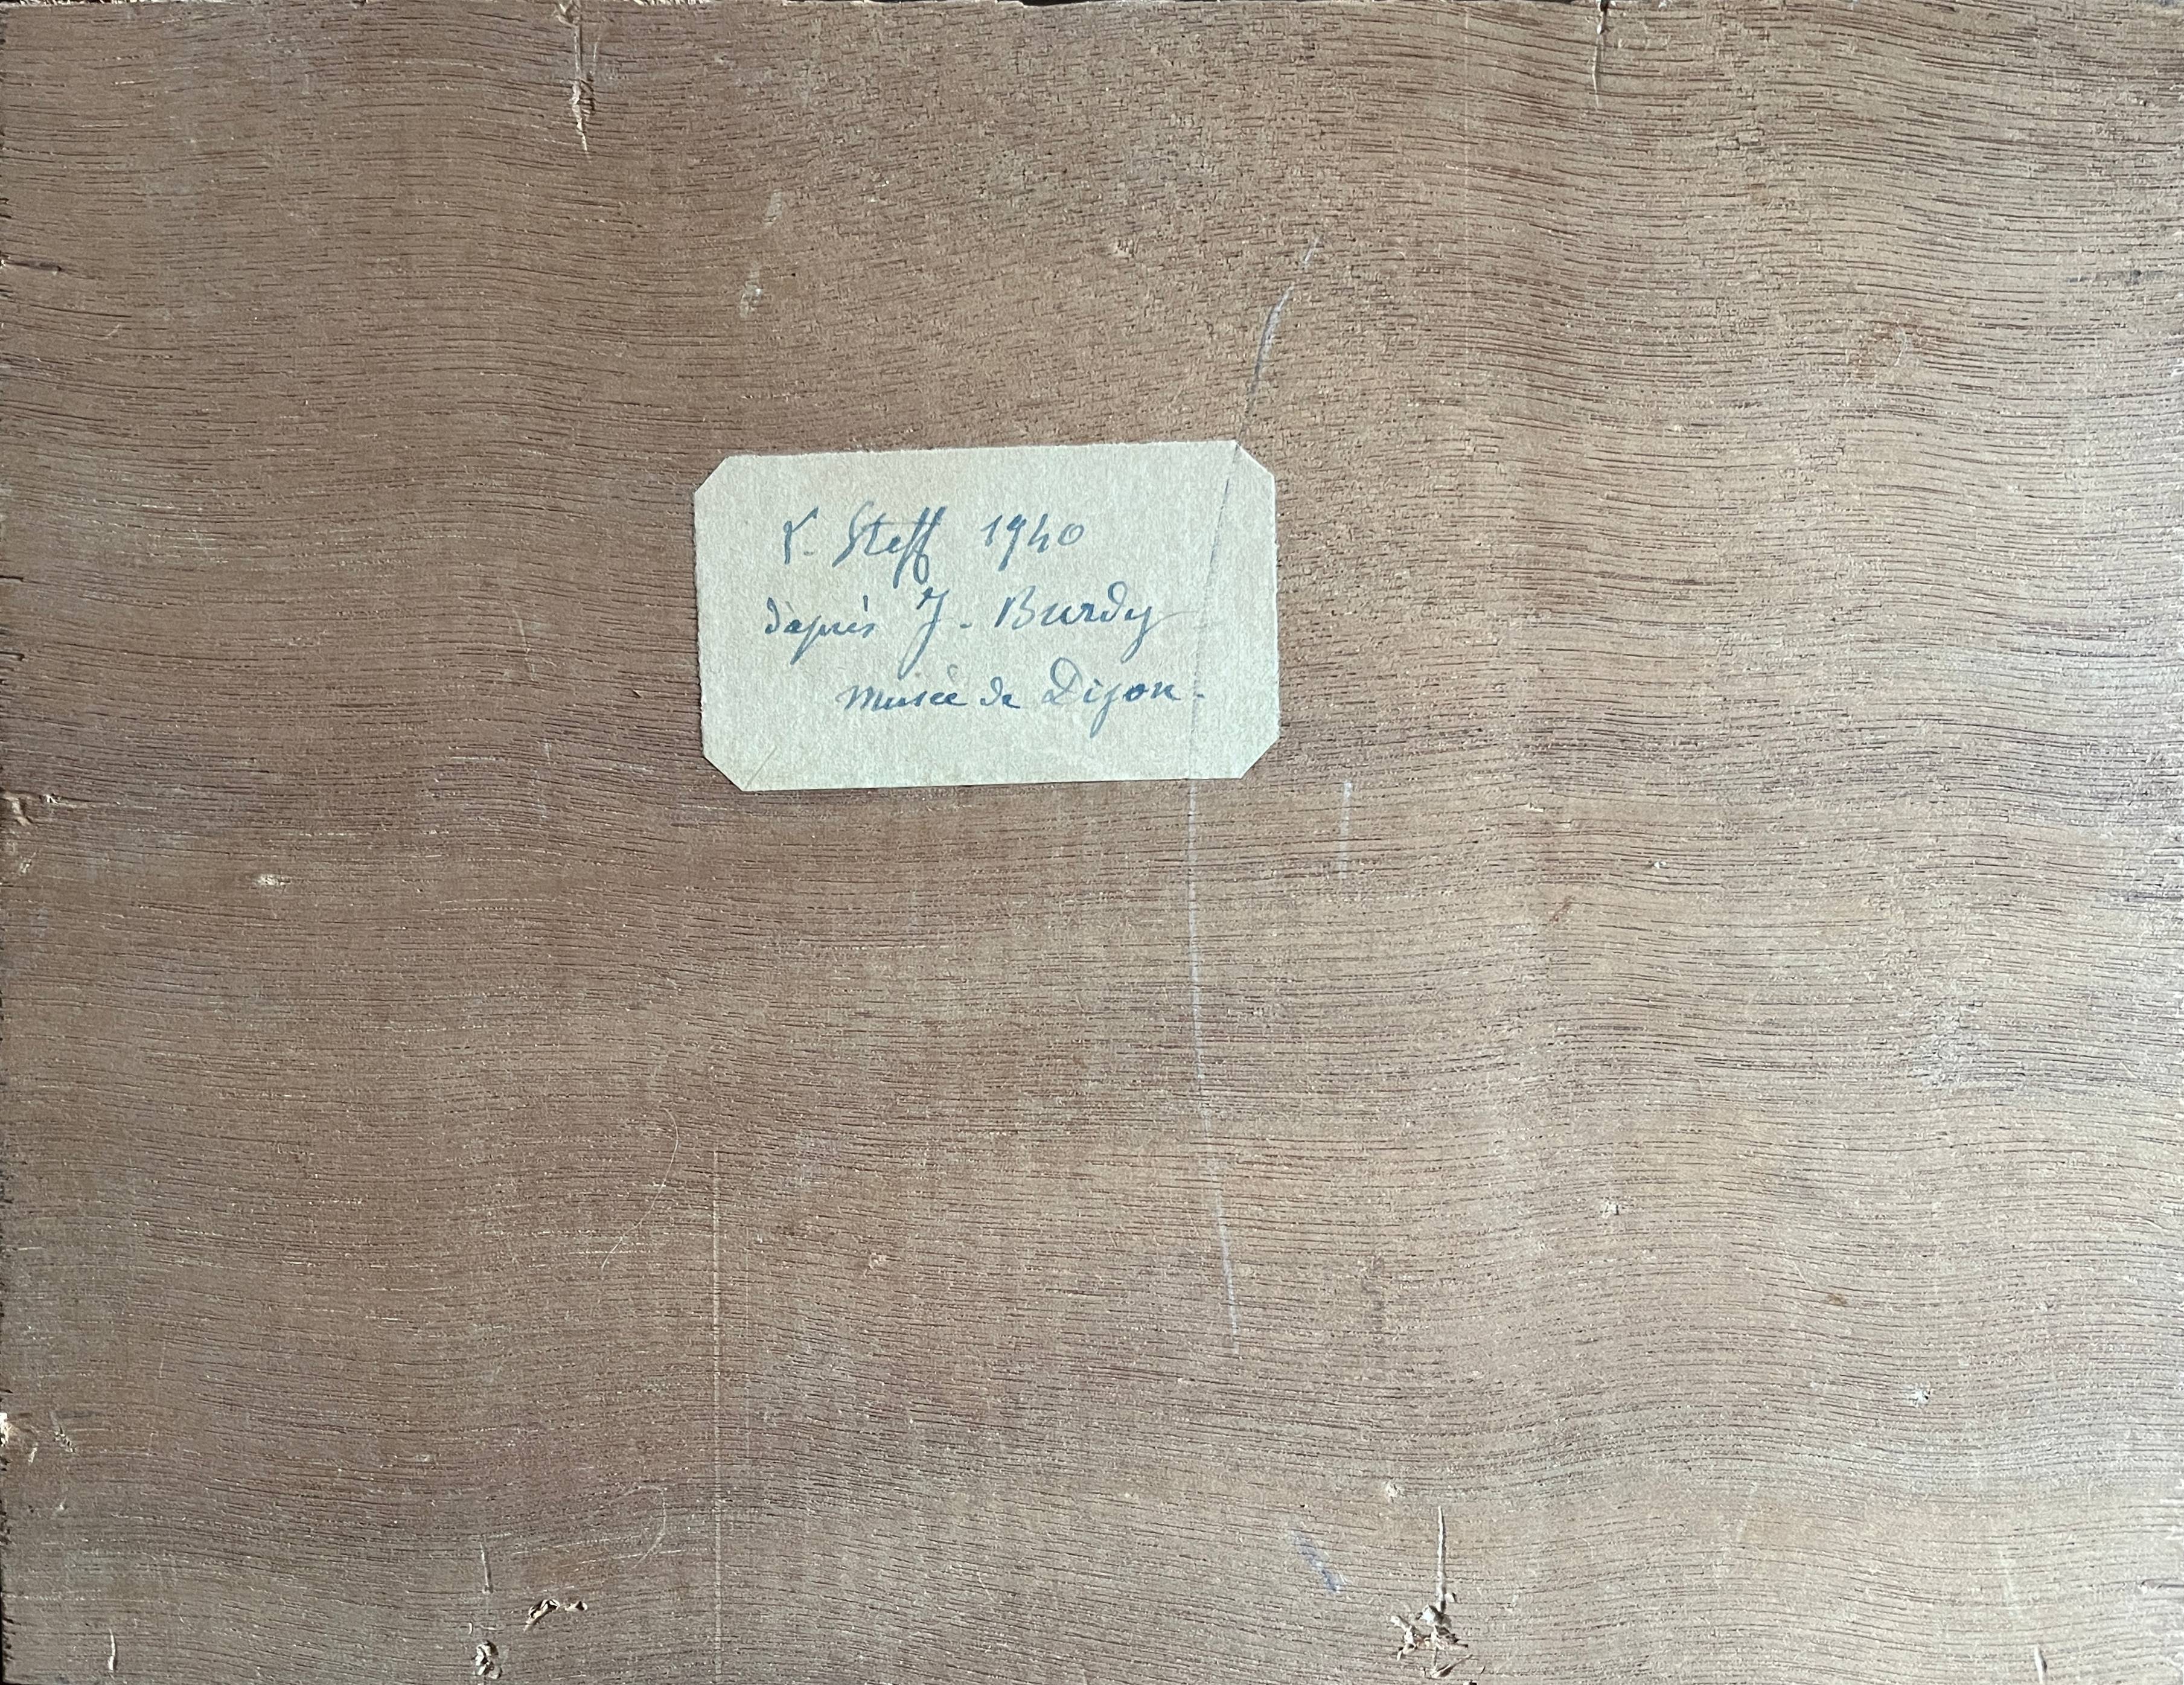 Steff 1940
d'après J. Burdy
musée de Dijon.